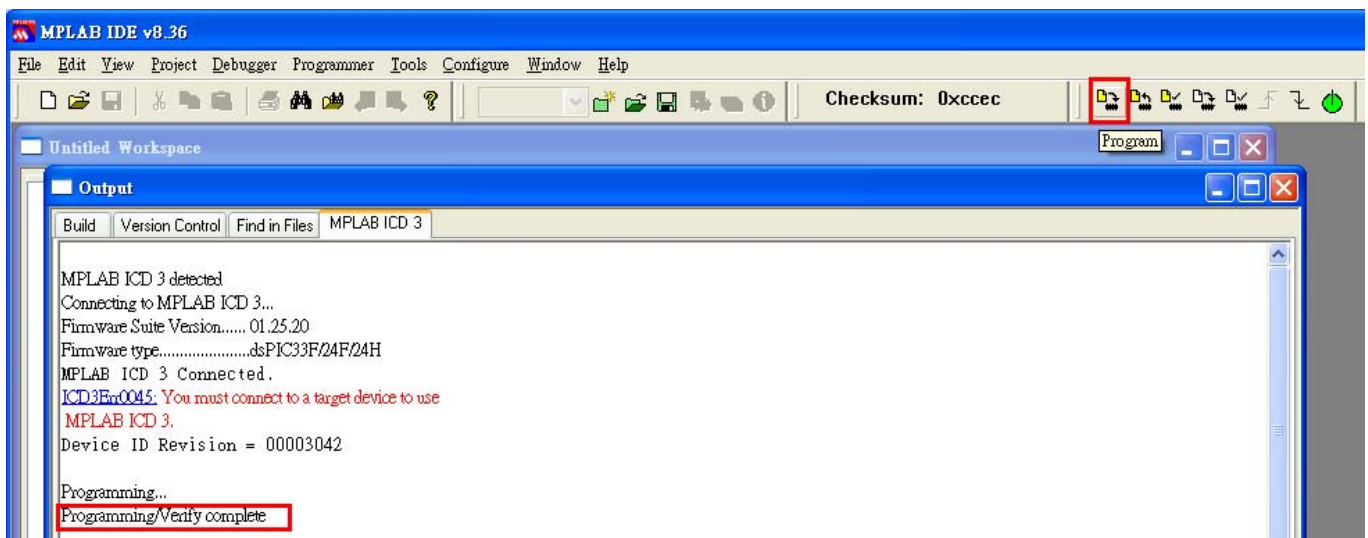 MPLAB IDE v8.36
File Edit View Project Debugger Programmer Tools Configure Window Help
Checksum: 0xccec
Untitled Workspace
Program
Output
Build Version Control Find in Files MPLAB ICD 3
MPLAB ICD 3 detected
Connecting to MPLAB ICD 3...
Firmware Suite Version...... 01.25.20
Firmware type......................dsPIC33F/24F/24H
MPLAB ICD 3 Connected.
ICD3Err0045: You must connect to a target device to use
MPLAB ICD 3.
Device ID Revision = 00003042
Programming...
Programming/Verify complete